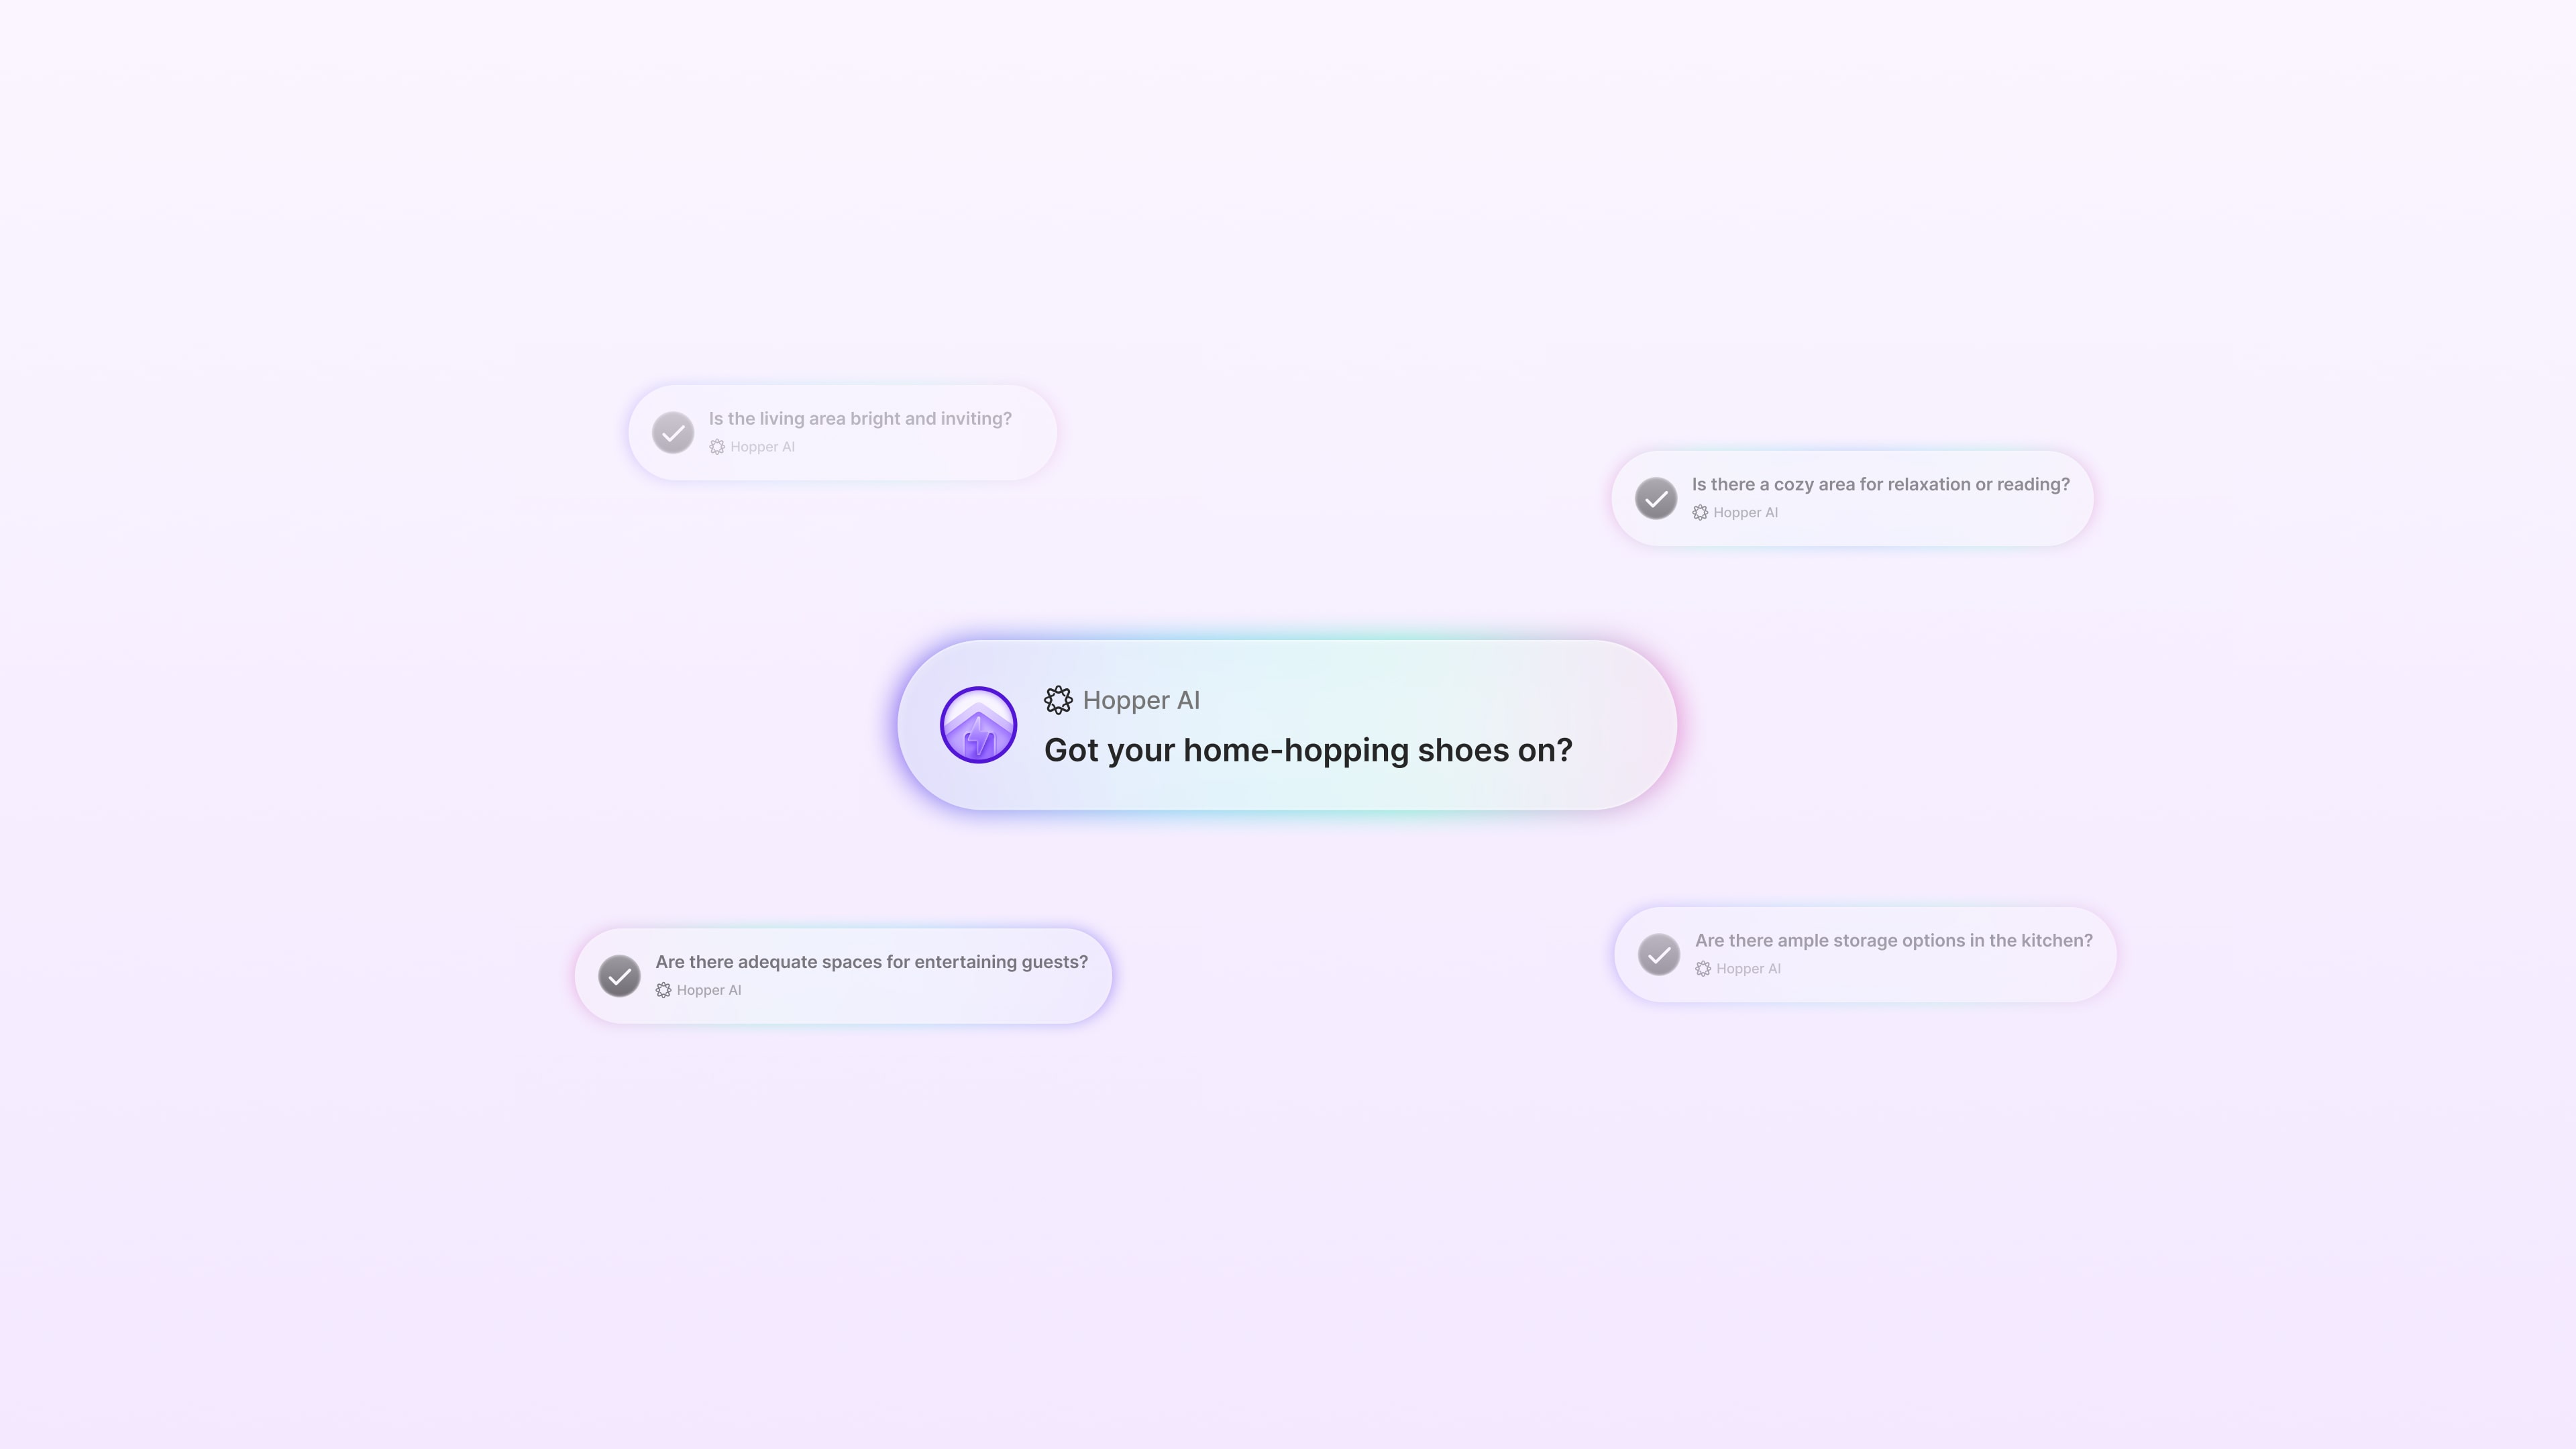 Is the living area bright and inviting?
Hopper AI
Is there a cozy area for relaxation or reading?
Hopper AI
Hopper AI
Got your home-hopping shoes on?
Are there adequate spaces for entertaining guests?
Hopper AI
Are there ample storage options in the kitchen?
Hopper AI